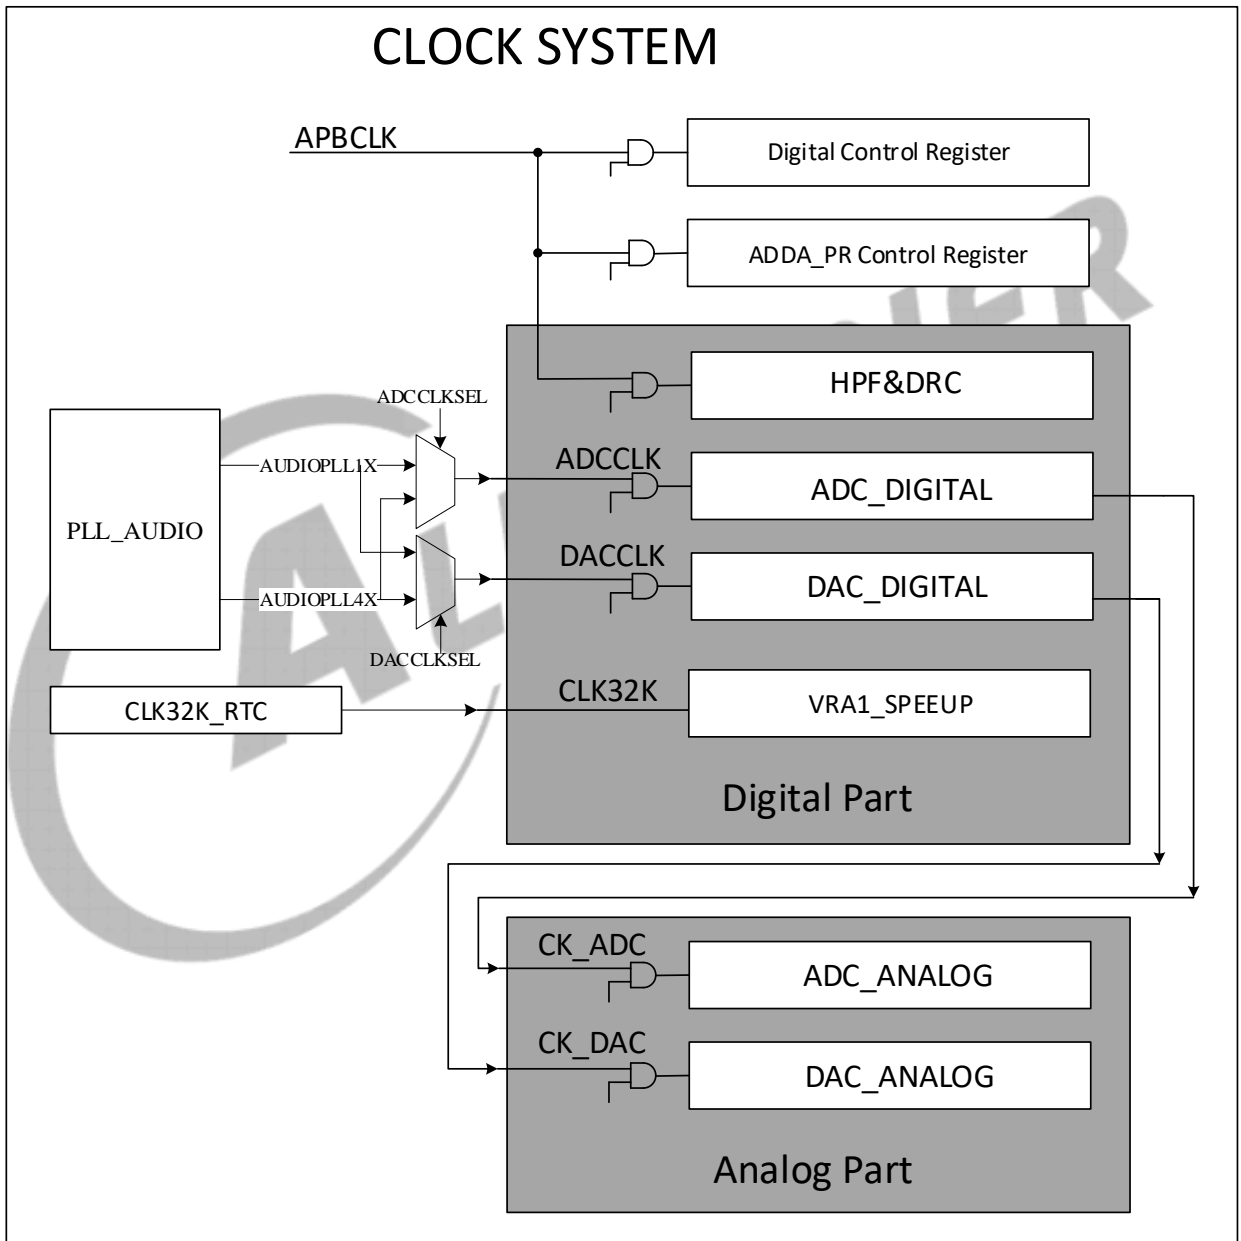 CLOCK SYSTEM
APBCLK
Digital Control Register
ADDA_PR Control Register
HPF&DRC
ADCCLKSEL
ADCCLK
AUDIOPLL1X
ADC_DIGITAL
PLL_AUDIO
DACCLK
DAC_DIGITAL
AUDIOPLL4X
DACCLKSEL
CLK32K
CLK32K_RTC
VRA1_SPEEUP
Digital Part
CK_ADC
ADC_ANALOG
CK_DAC
DAC_ANALOG
Analog Part